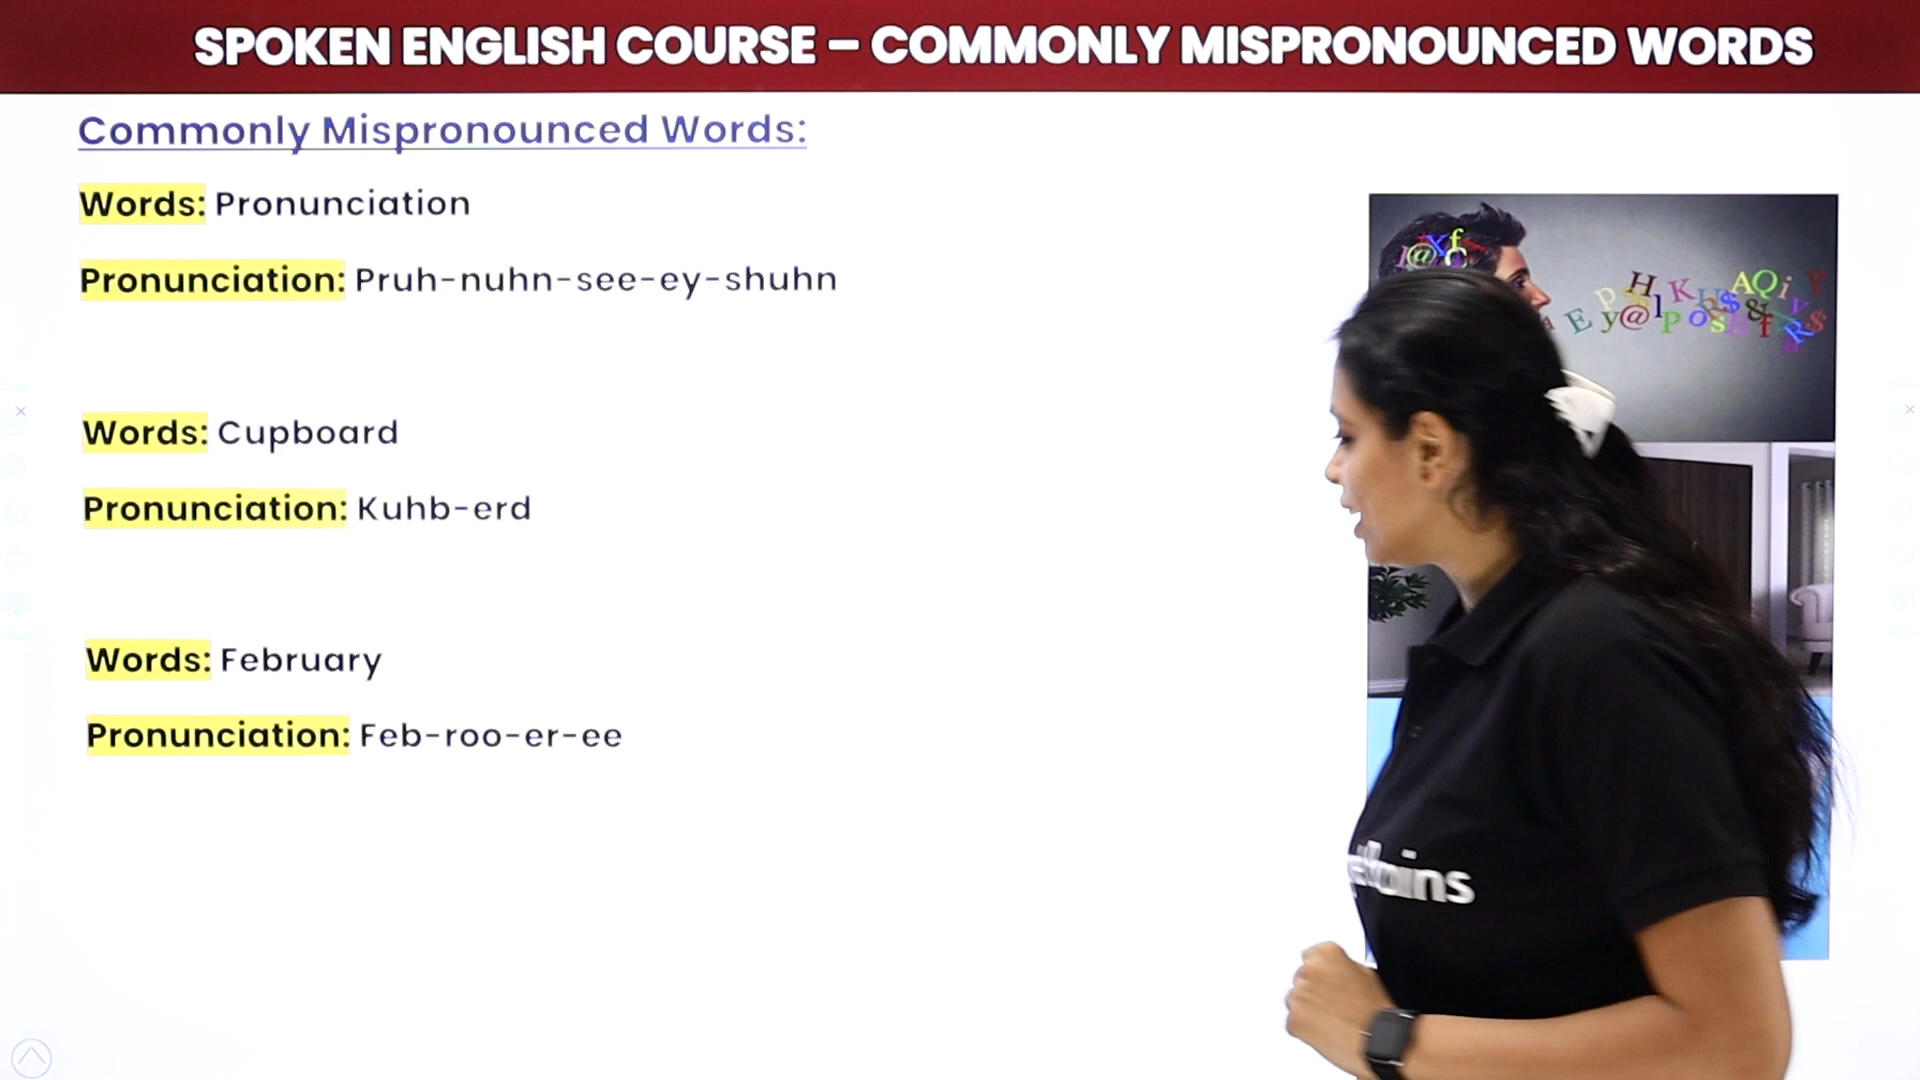 SPOKEN ENGLISH COURSE – COMMONLY MISPRONOUNCED WORDS
Commonly Mispronounced Words:
Words: Pronunciation
Pronunciation: Pruh-nuhn-see-ey-shuhn
Words: Cupboard
Pronunciation: Kuhb-erd
Words: February
Pronunciation: Feb-roo-er-ee